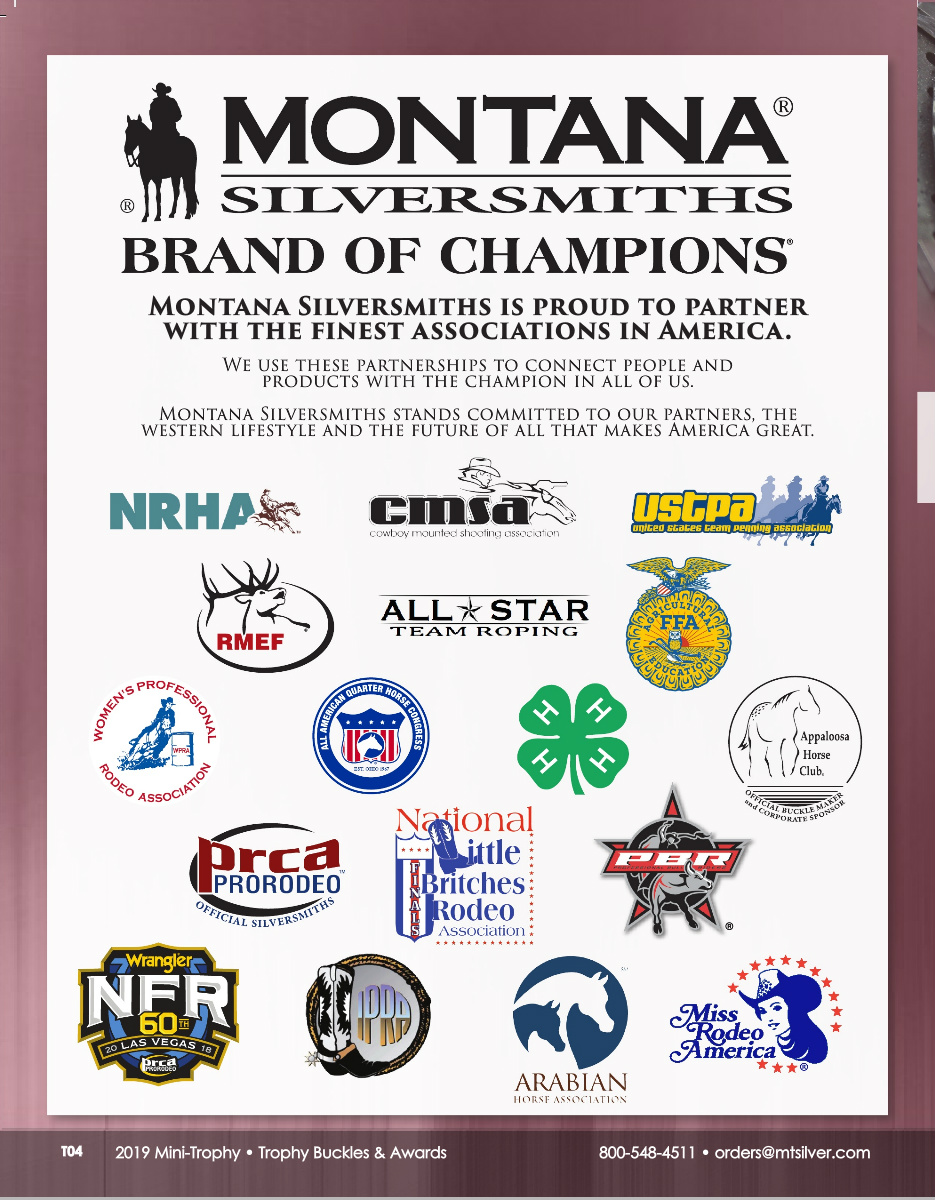 MONTANA®
SILVERSMITHS
®
BRAND OF CHAMPIONS®
MONTANA SILVERSMITHS IS PROUD TO PARTNER
WITH THE FINEST ASSOCIATIONS IN AMERICA.
WE USE THESE PARTNERSHIPS TO CONNECT PEOPLE AND
PRODUCTS WITH THE CHAMPION IN ALL OF US.
MONTANA SILVERSMITHS STANDS COMMITTED TO OUR PARTNERS, THE
WESTERN LIFESTYLE AND THE FUTURE OF ALL THAT MAKES AMERICA GREAT.
NRHA
cmsa
cowboy mounted shooting association
ustpa
united states team penning association
RMEF
ALL STAR
TEAM ROPING
AGRICULTURAL
FFA
EDUCATION
WOMEN'S PROFESSIONAL
WPRA
RODEO ASSOCIATION
ALL AMERICAN QUARTER HORSE CONGRESS
EST. OHIO 1967
H H
H H
Appaloosa
Horse
Club.
OFFICIAL BUCKLE MAKER
and CORPORATE SPONSOR
prca
PRORODEO™
OFFICIAL SILVERSMITHS
National
Little
Britches
Rodeo
Association
FINALS
PBR
®
Wrangler
NFR
60TH
20 LAS VEGAS 18
prca
PRORODEO
IPRA
SM
ARABIAN
HORSE ASSOCIATION
Miss
Rodeo
America
®
T04 2019 Mini-Trophy • Trophy Buckles & Awards 800-548-4511 • orders@mtsilver.com